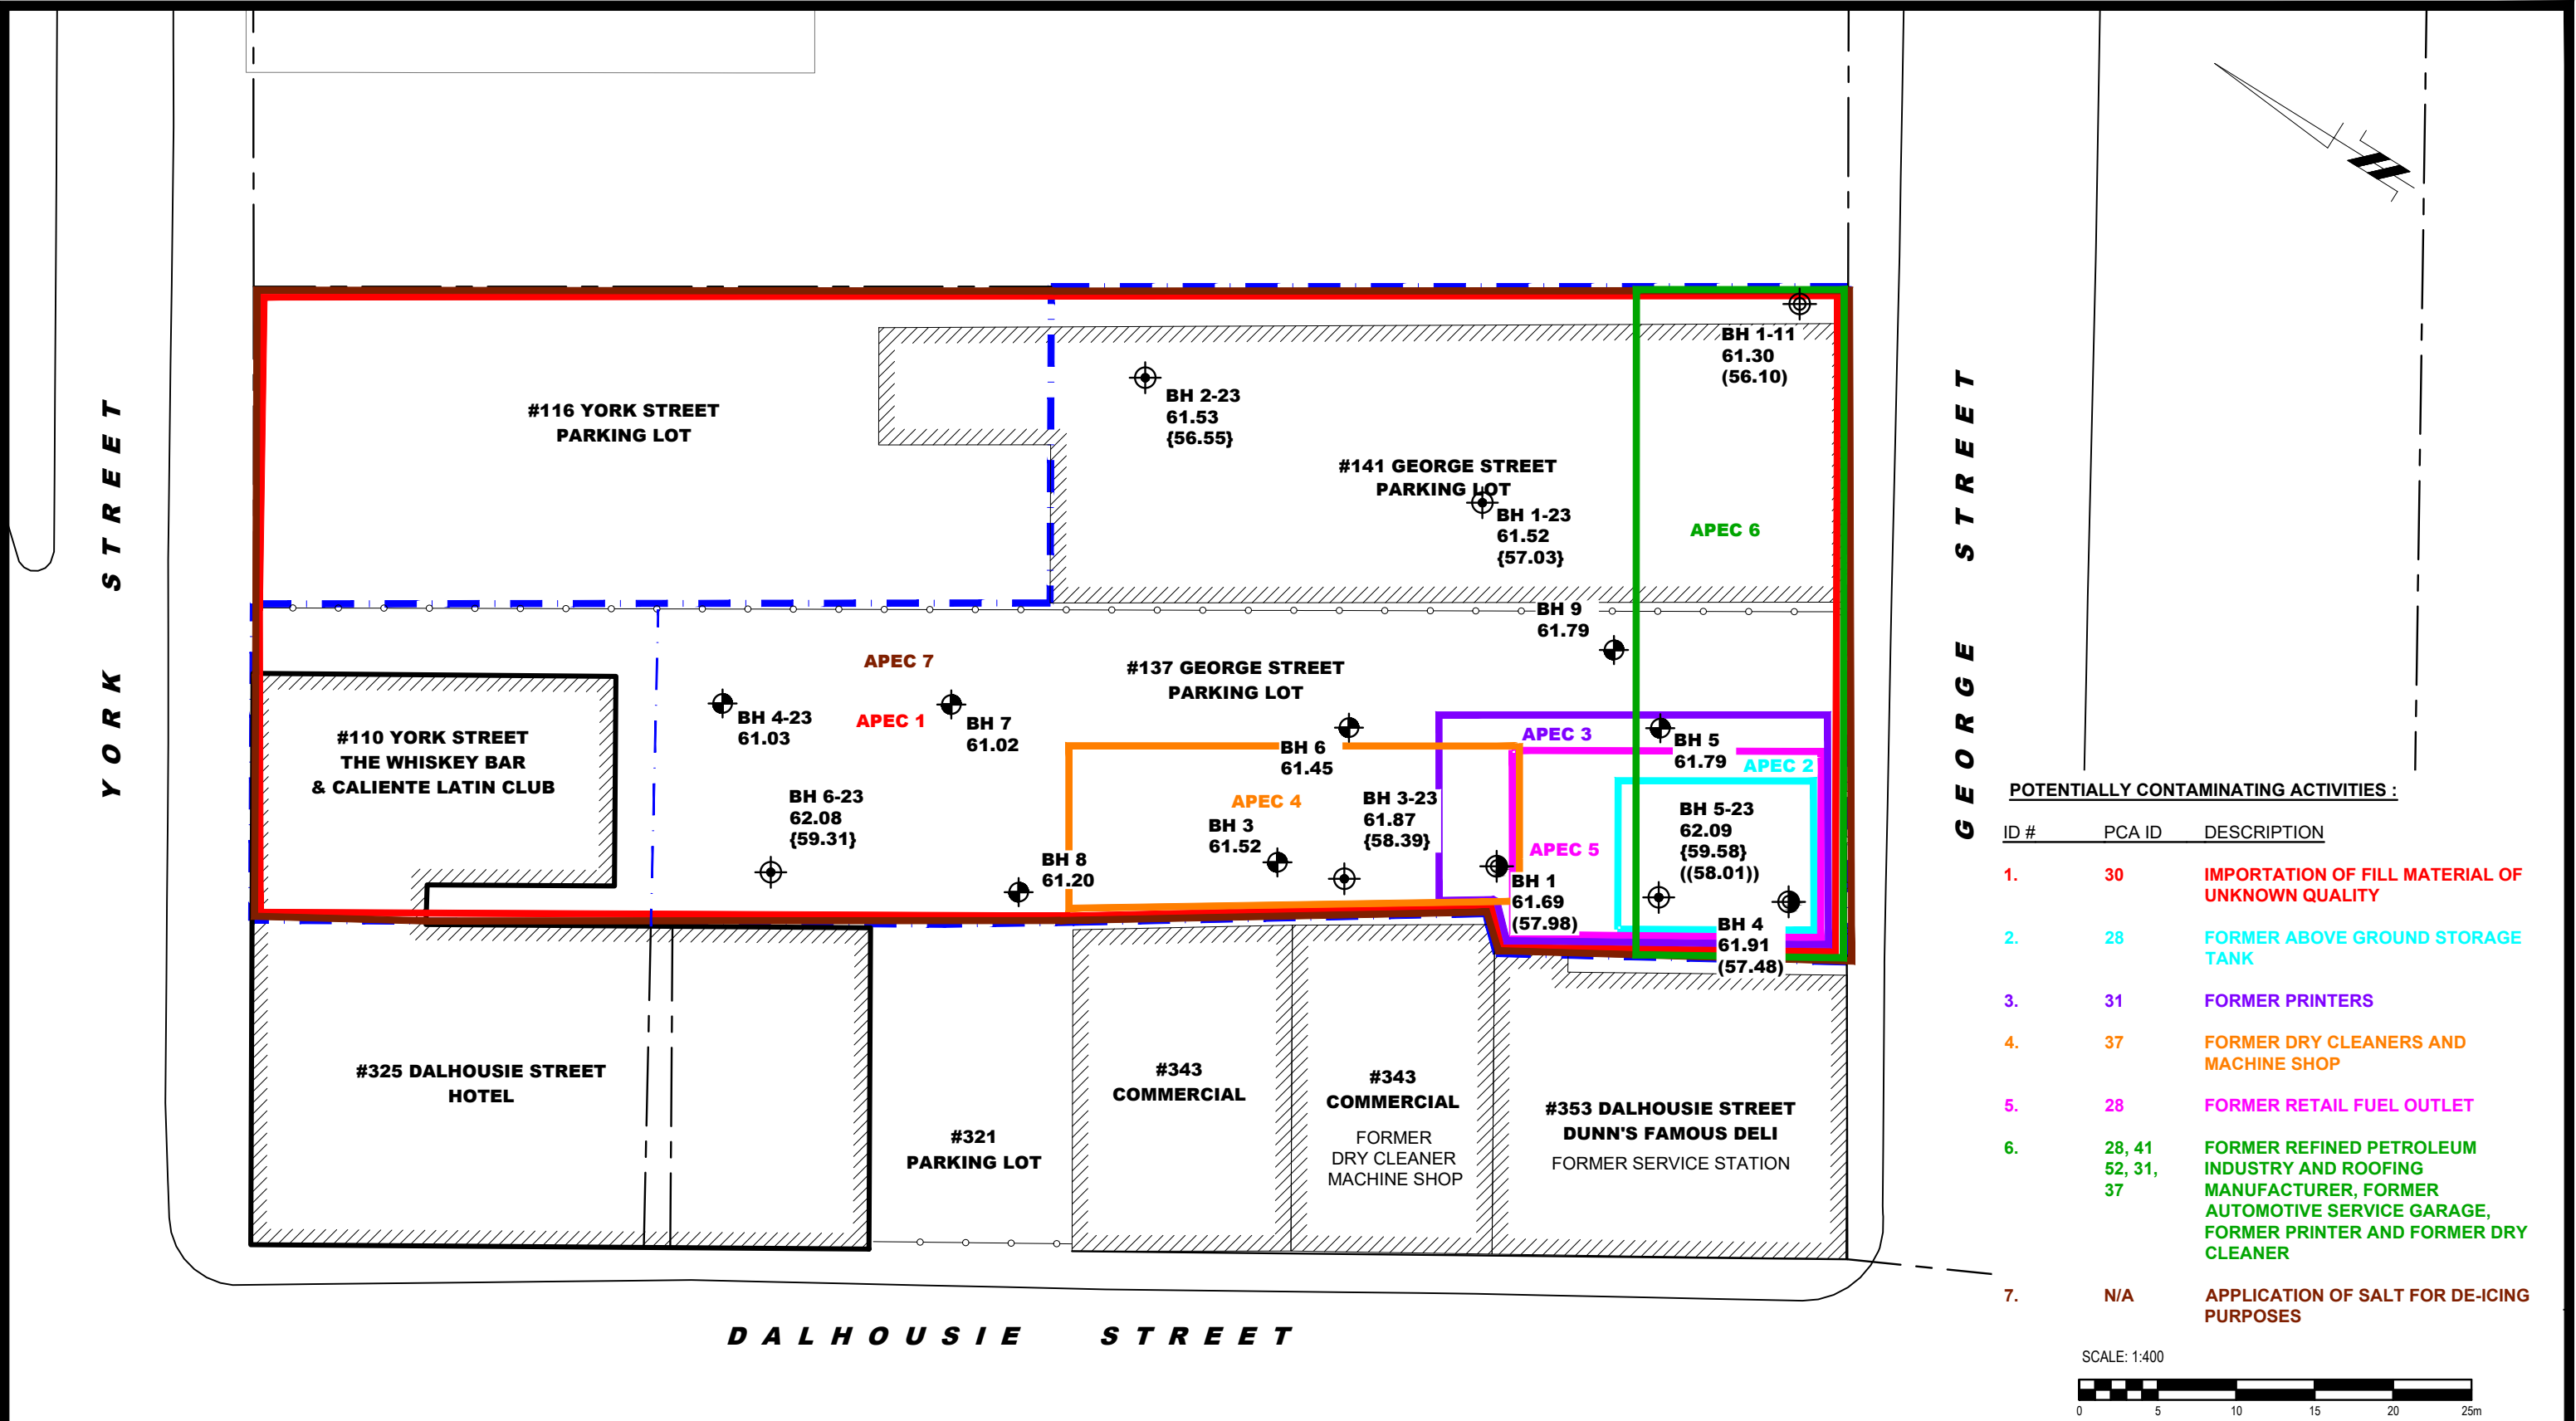 YORK STREET
GEORGE STREET
DALHOUSIE STREET
#116 YORK STREET
PARKING LOT
BH 2-23
61.53
{56.55}
BH 1-11
61.30
(56.10)
#141 GEORGE STREET
PARKING LOT
BH 1-23
61.52
{57.03}
APEC 6
BH 9
61.79
APEC 7
#137 GEORGE STREET
PARKING LOT
BH 4-23
61.03
APEC 1
BH 7
61.02
#110 YORK STREET
THE WHISKEY BAR
& CALIENTE LATIN CLUB
BH 6
61.45
APEC 3
BH 5
61.79
APEC 2
BH 6-23
62.08
{59.31}
APEC 4
BH 3
61.52
BH 3-23
61.87
{58.39}
BH 5-23
62.09
{59.58}
((58.01))
APEC 5
BH 8
61.20
BH 1
61.69
(57.98)
BH 4
61.91
(57.48)
#325 DALHOUSIE STREET
HOTEL
#321
PARKING LOT
#343
COMMERCIAL
#343
COMMERCIAL
FORMER
DRY CLEANER
MACHINE SHOP
#353 DALHOUSIE STREET
DUNN'S FAMOUS DELI
FORMER SERVICE STATION
POTENTIALLY CONTAMINATING ACTIVITIES :
ID # PCA ID DESCRIPTION
1. 30 IMPORTATION OF FILL MATERIAL OF
UNKNOWN QUALITY
2. 28 FORMER ABOVE GROUND STORAGE
TANK
3. 31 FORMER PRINTERS
4. 37 FORMER DRY CLEANERS AND
MACHINE SHOP
5. 28 FORMER RETAIL FUEL OUTLET
6. 28, 41 FORMER REFINED PETROLEUM
52, 31, INDUSTRY AND ROOFING
37 MANUFACTURER, FORMER
AUTOMOTIVE SERVICE GARAGE,
FORMER PRINTER AND FORMER DRY
CLEANER
7. N/A APPLICATION OF SALT FOR DE-ICING
PURPOSES
SCALE: 1:400
0 5 10 15 20 25m